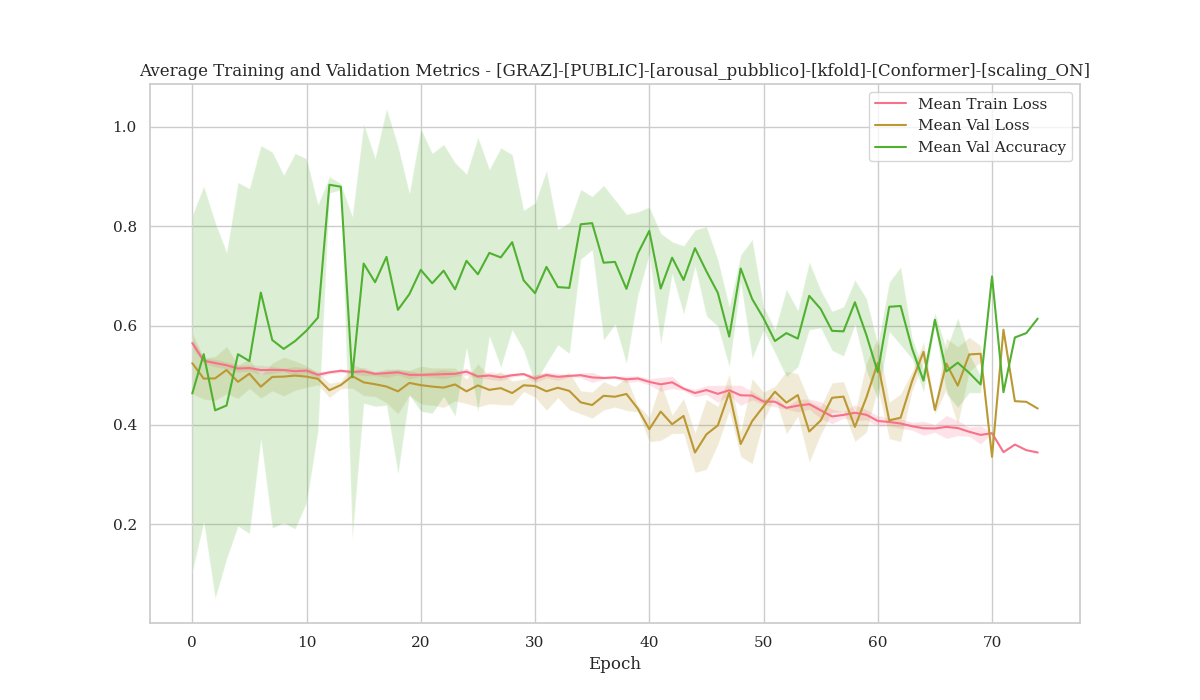 Average Training and Validation Metrics - [GRAZ]-[PUBLIC]-[arousal_pubblico]-[kfold]-[Conformer]-[scaling_ON]
Mean Train Loss
Mean Val Loss
Mean Val Accuracy
1.0
0.8
0.6
0.4
0.2
0 10 20 30 40 50 60 70
Epoch